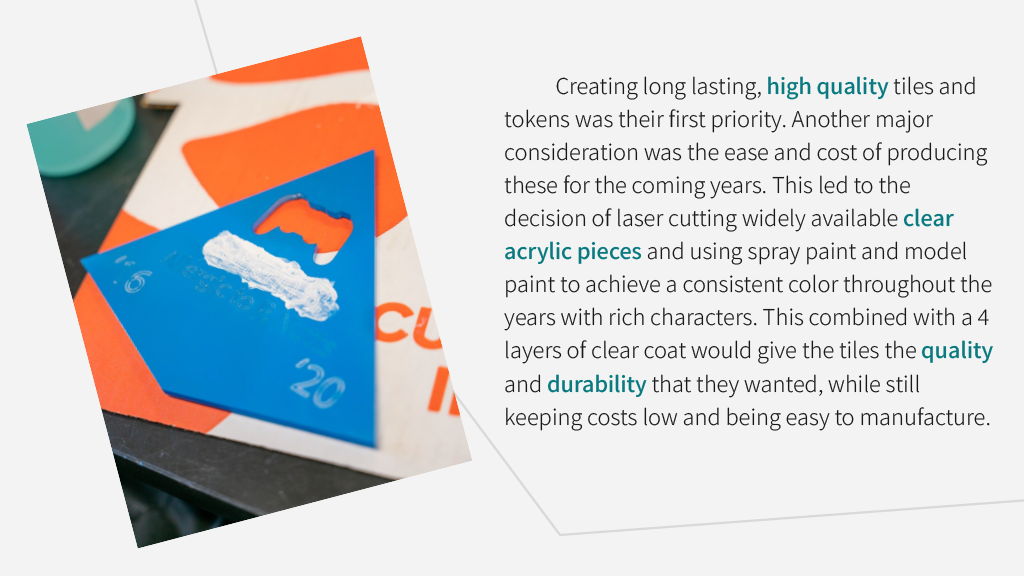 Creating long lasting, high quality tiles and
tokens was their first priority. Another major
consideration was the ease and cost of producing
these for the coming years. This led to the
decision of laser cutting widely available clear
acrylic pieces and using spray paint and model
paint to achieve a consistent color throughout the
years with rich characters. This combined with a 4
layers of clear coat would give the tiles the quality
and durability that they wanted, while still
keeping costs low and being easy to manufacture.
'20